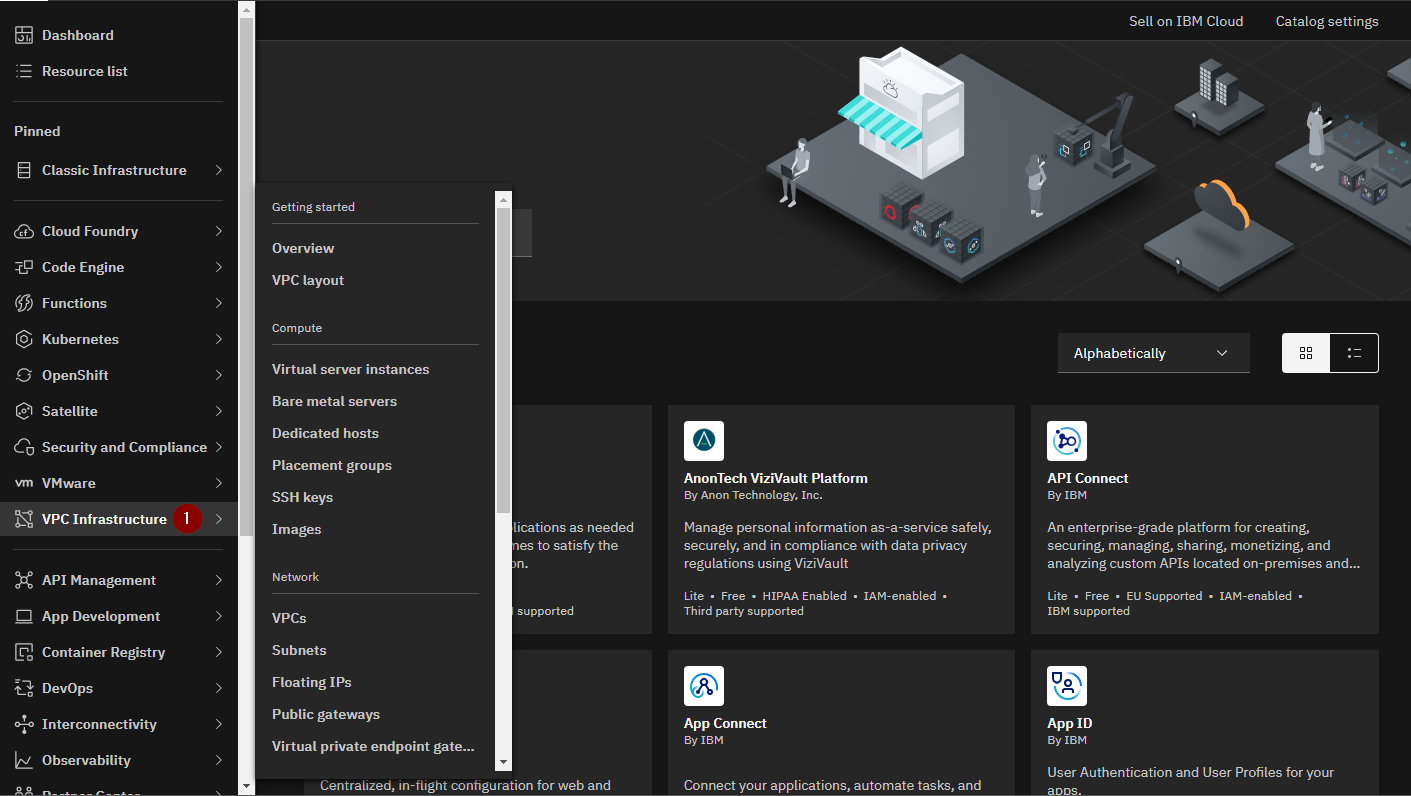 Dashboard
Resource list
Pinned
Classic Infrastructure
Cloud Foundry
Code Engine
Functions
Kubernetes
OpenShift
Satellite
Security and Compliance
VMware
VPC Infrastructure 1
API Management
App Development
Container Registry
DevOps
Interconnectivity
Observability
Partner Center
Getting started
Overview
VPC layout
Compute
Virtual server instances
Bare metal servers
Dedicated hosts
Placement groups
SSH keys
Images
Network
VPCs
Subnets
Floating IPs
Public gateways
Virtual private endpoint gate...
Sell on IBM Cloud
Catalog settings
Alphabetically
as needed
to satisfy the
on.
supported
AnonTech ViziVault Platform
By Anon Technology, Inc.
Manage personal information as-a-service safely,
securely, and in compliance with data privacy
regulations using ViziVault
Lite • Free • HIPAA Enabled • IAM-enabled •
Third party supported
API Connect
By IBM
An enterprise-grade platform for creating,
securing, managing, sharing, monetizing, and
analyzing custom APIs located on-premises and...
Lite • Free • EU Supported • IAM-enabled •
IBM supported
Centralized, in-flight configuration for web and
App Connect
By IBM
Connect your applications, automate tasks, and
App ID
By IBM
User Authentication and User Profiles for your
apps.